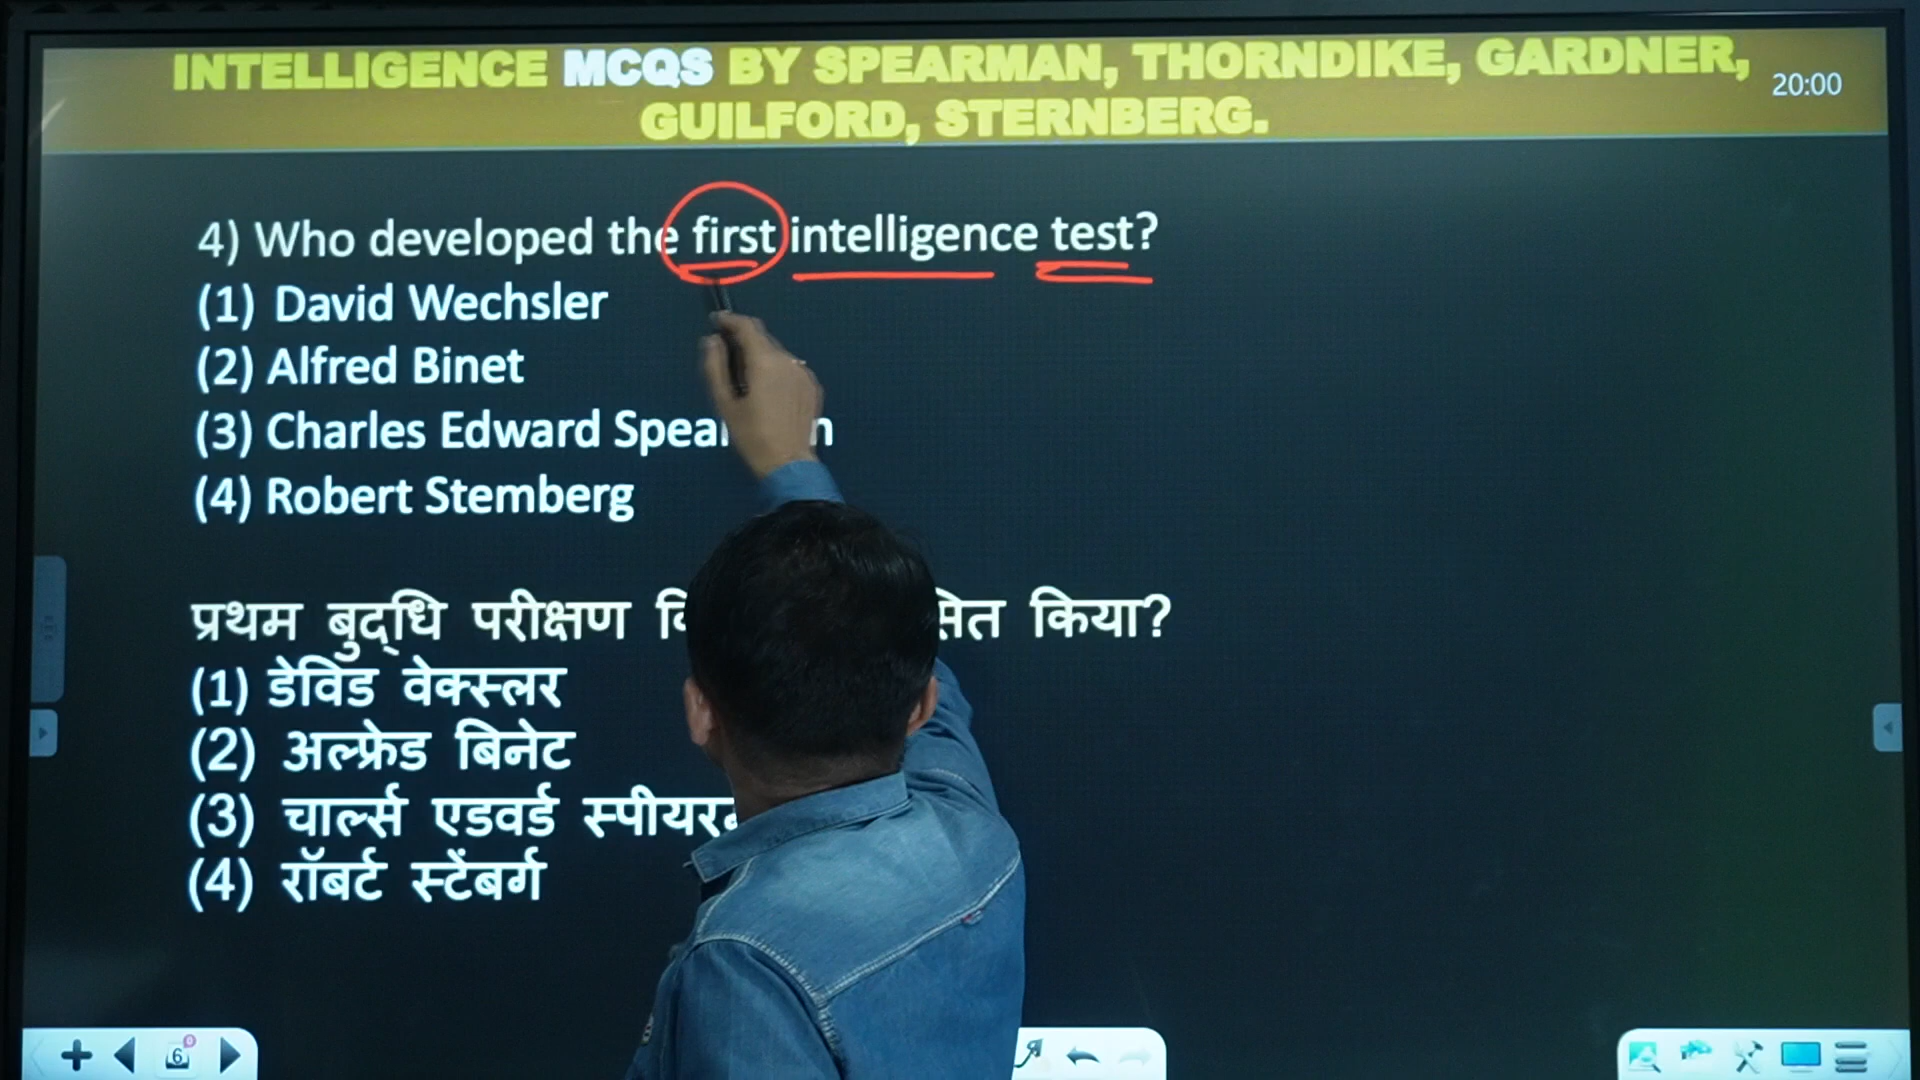 INTELLIGENCE MCQS BY SPEARMAN, THORNDIKE, GARDNER,
GUILFORD, STERNBERG.
20:00
4) Who developed the first intelligence test?
(1) David Wechsler
(2) Alfred Binet
(3) Charles Edward
(4) Robert Stemberg
प्रथम बुद्धि परीक्षण किया?
(1) डेविड वेक्स्लर
(2) अल्फ्रेड बिनेट
(3) चार्ल्स एडवर्ड
(4) रॉबर्ट स्टेंबर्ग
6